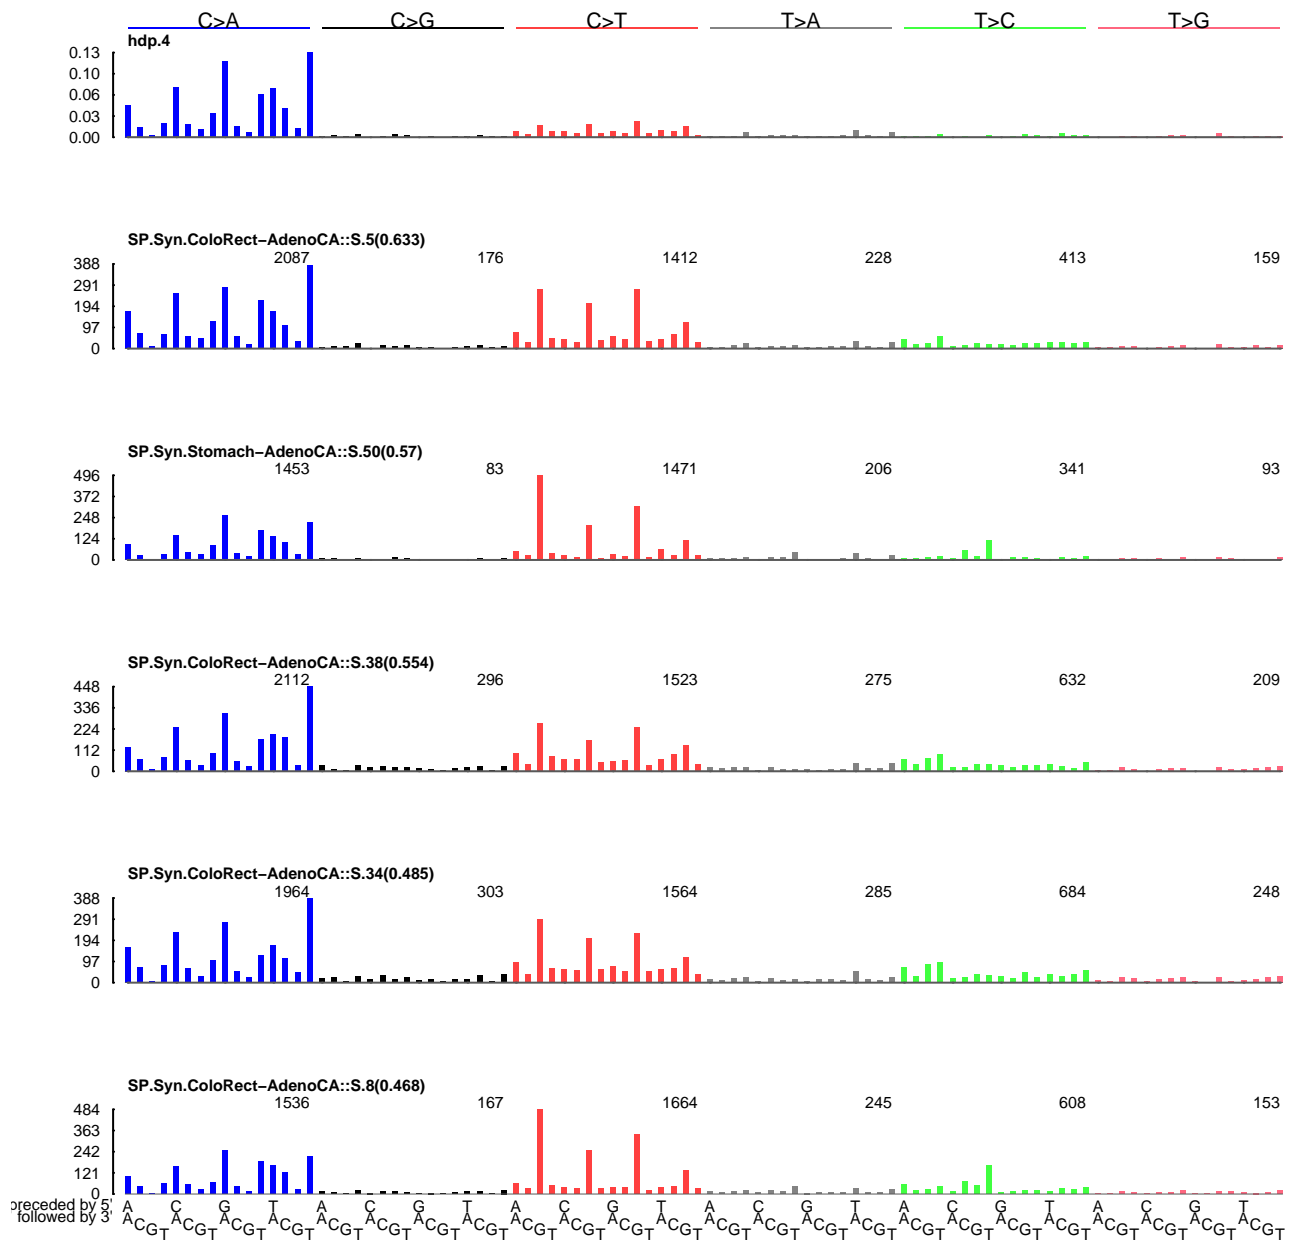 C>A C>G C>T T>A T>C T>G
hdp.4
0.13
0.10
0.06
0.03
0.00
SP.Syn.ColoRect−AdenoCA::S.5(0.633)
2087 176 1412 228 413 159
388
291
194
97
0
SP.Syn.Stomach−AdenoCA::S.50(0.57)
1453 83 1471 206 341 93
496
372
248
124
0
SP.Syn.ColoRect−AdenoCA::S.38(0.554)
2112 296 1523 275 632 209
448
336
224
112
0
SP.Syn.ColoRect−AdenoCA::S.34(0.485)
1964 303 1564 285 684 248
388
291
194
97
0
SP.Syn.ColoRect−AdenoCA::S.8(0.468)
1536 167 1664 245 608 153
484
363
242
121
0
preceded by 5' A C G T A C G T A C G T A C G T A C G T A C G T
followed by 3' A C G T A C G T A C G T A C G T A C G T A C G T A C G T A C G T A C G T A C G T A C G T A C G T A C G T A C G T A C G T A C G T A C G T A C G T A C G T A C G T A C G T A C G T A C G T A C G T